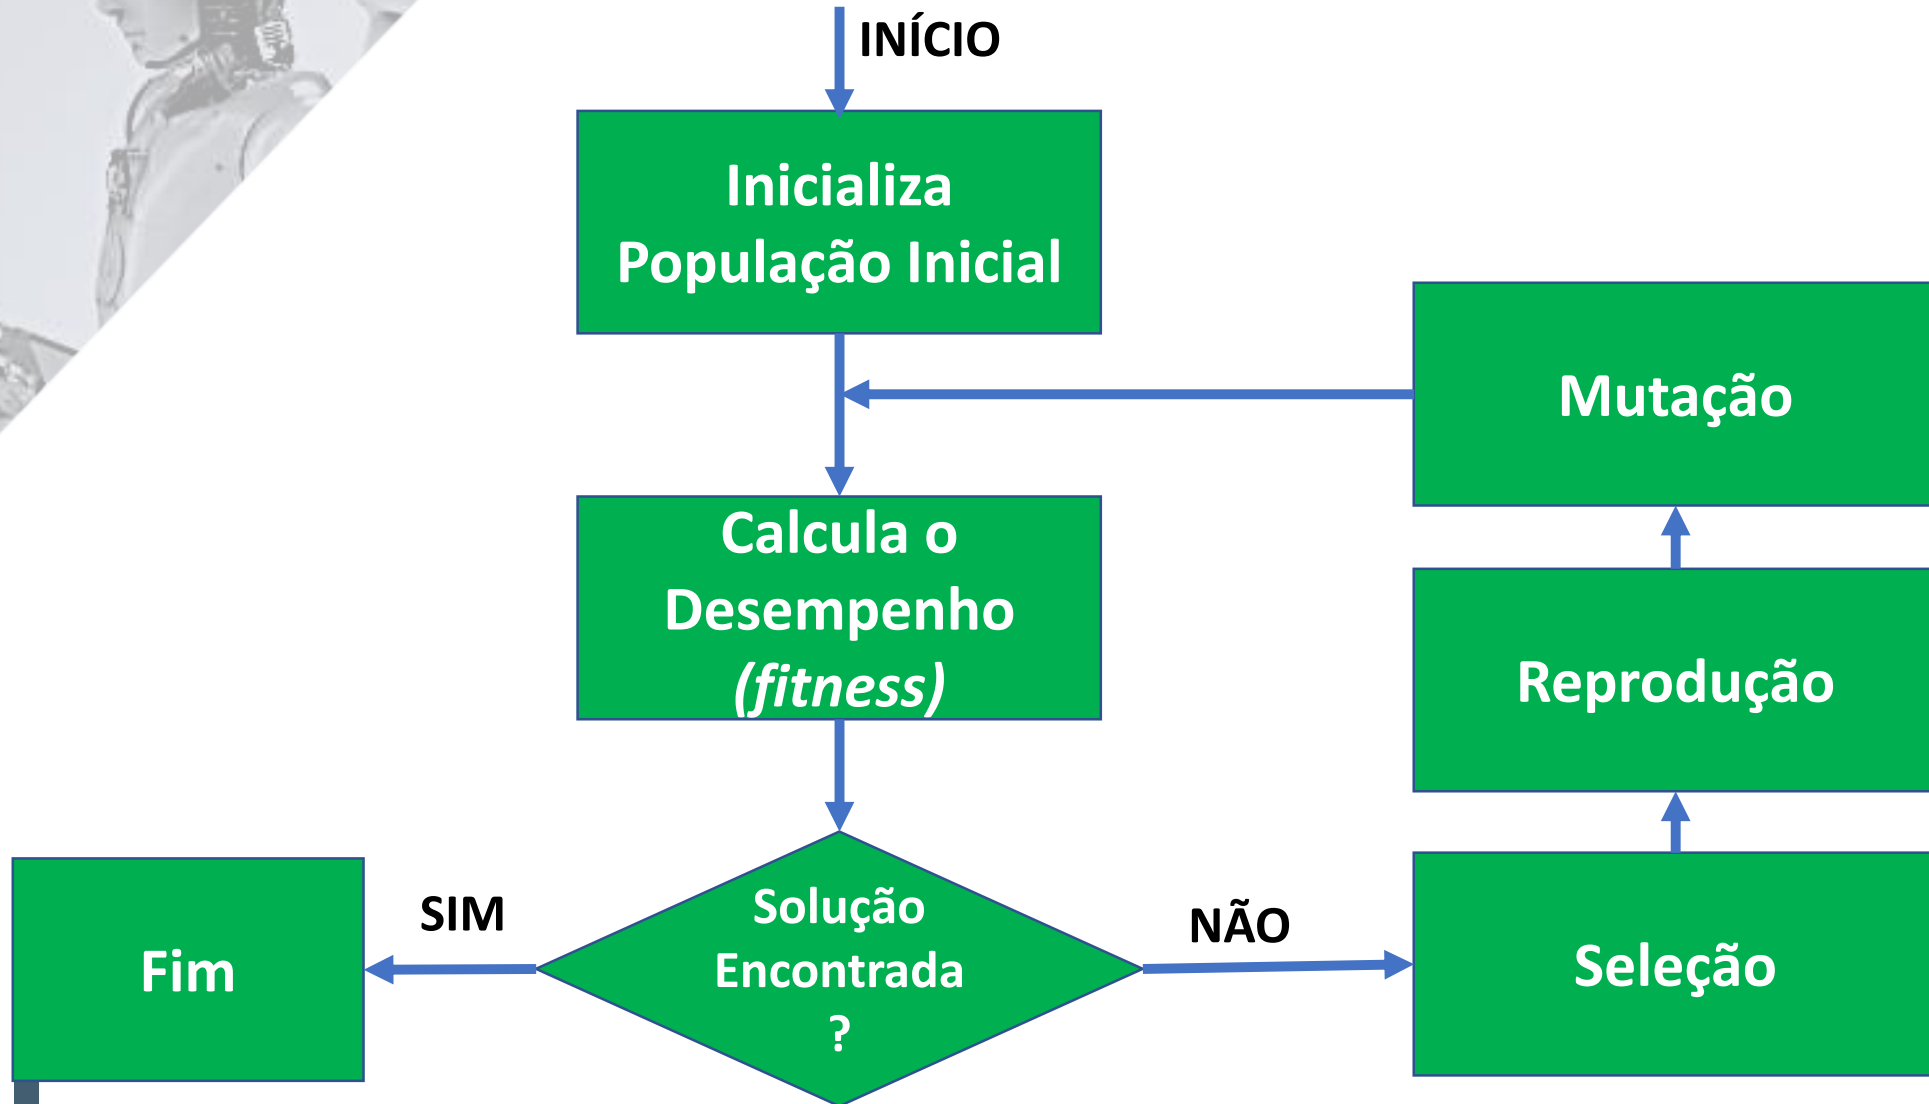 INÍCIO
Inicializa
População Inicial
Calcula o
Desempenho
(fitness)
Solução
Encontrada
?
SIM
Fim
NÃO
Seleção
Reprodução
Mutação